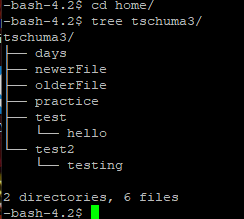 -bash-4.2$ cd home/
-bash-4.2$ tree tschuma3/
tschuma3/
├── days
├── newerFile
├── olderFile
├── practice
├── test
│   └── hello
└── test2
    └── testing

2 directories, 6 files
-bash-4.2$